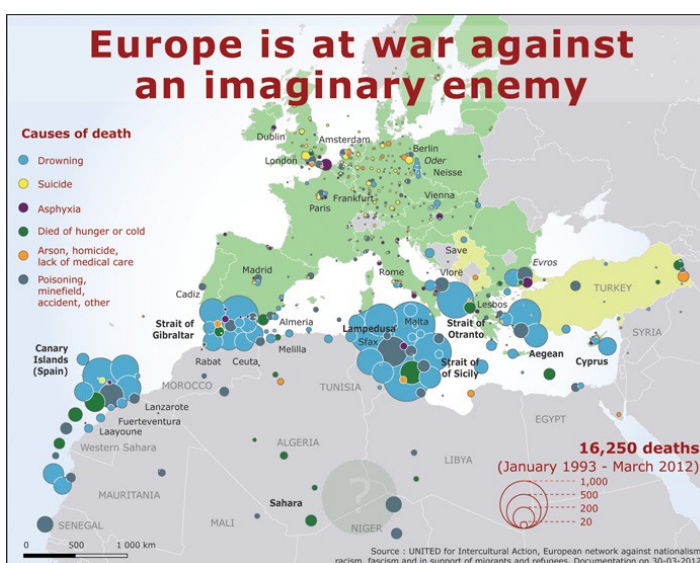 Europe is at war against
an imaginary enemy
Causes of death
Drowning
Suicide
Asphyxia
Died of hunger or cold
Arson, homicide,
lack of medical care
Poisoning,
minefield,
accident, other
Dublin
Amsterdam
London
Berlin
Oder
Neisse
Frankfurt
Paris
Vienna
Save
Evros
Madrid
Rome
Vlorë
TURKEY
Cadiz
Lesbos
Strait of
Gibraltar
Almeria
Lampedusa
Malta
Strait of
Otranto
SYRIA
Canary
Islands
(Spain)
Rabat
Ceuta
Melilla
Sfax
Strait of
of Sicily
Aegean
Cyprus
MOROCCO
TUNISIA
Lanzarote
Fuerteventura
Laayoune
Western Sahara
ALGERIA
LIBYA
EGYPT
16,250 deaths
(January 1993 - March 2012)
1,000
500
200
20
MAURITANIA
Sahara
?
SENEGAL
MALI
NIGER
0 500 1 000 km
Source : UNITED for Intercultural Action, European network against nationalism
racism, fascism and in support of migrants and refugees. Documentation on 30-03-2012